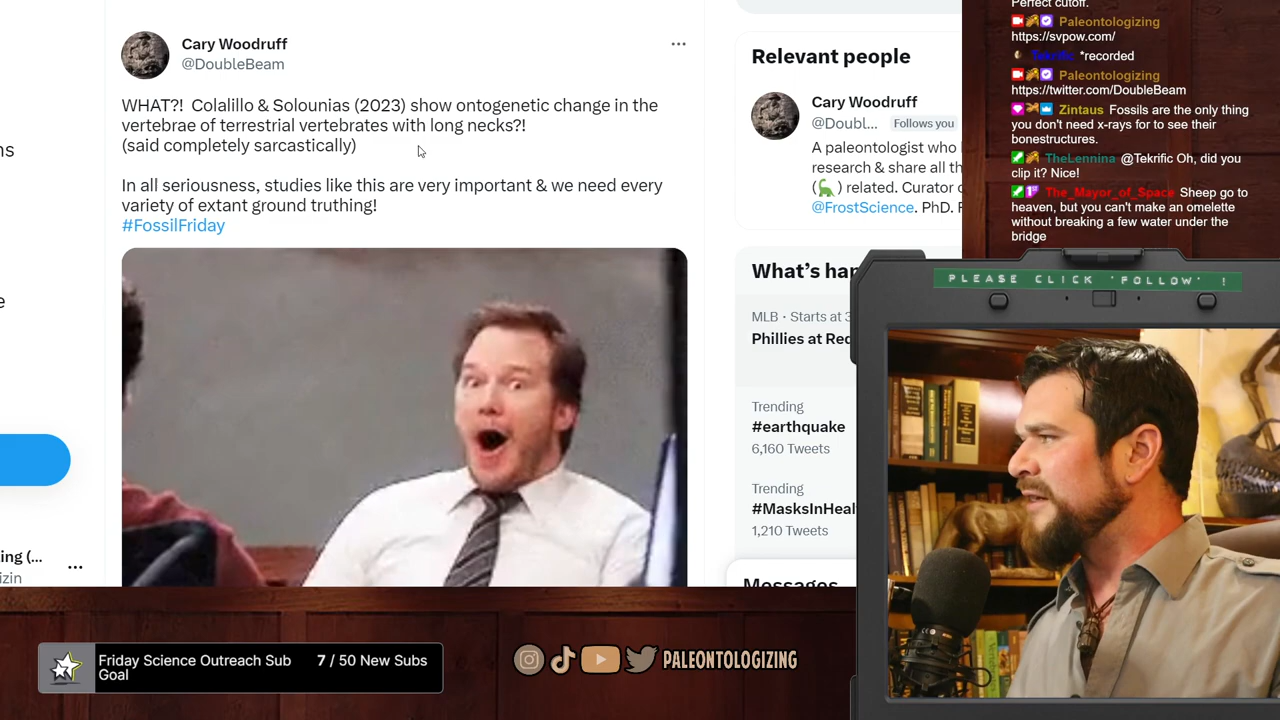 Cary Woodruff
@DoubleBeam
WHAT?!  Colalillo & Solounias (2023) show ontogenetic change in the
vertebrae of terrestrial vertebrates with long necks?!
(said completely sarcastically)
In all seriousness, studies like this are very important & we need every
variety of extant ground truthing!
#FossilFriday
Relevant people
Cary Woodruff
@Doubl... Follows you
A paleontologist who
research & share all th
related. Curator
@FrostScience. PhD.
What's
MLB · Starts at
Phillies at
Trending
#earthquake
6,160 Tweets
Trending
1,210 Tweets
Messages
Perfect cutoff.
Paleontologizing
https://svpow.com/
Tekrific *recorded
Paleontologizing
https://twitter.com/DoubleBeam
Zintaus Fossils are the only thing
you don't need x-rays for to see their
bonestructures.
TheLennina @Tekrific Oh, did you
clip it? Nice!
The_Mayor_of_Space Sheep go to
heaven, but you can't make an omelette
without breaking a few water under the
bridge
PLEASE CLICK 'FOLLOW' !
ing (...
izin
Friday Science Outreach Sub
Goal
7 / 50 New Subs
PALEONTOLOGIZING